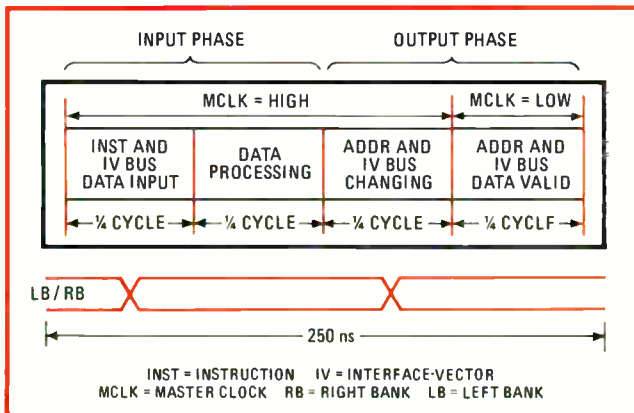 INPUT PHASE OUTPUT PHASE
MCLK = HIGH MCLK = LOW
INST AND IV BUS DATA INPUT
DATA PROCESSING
ADDR AND IV BUS CHANGING
ADDR AND IV BUS DATA VALID
¼ CYCLE ¼ CYCLE ¼ CYCLE ¼ CYCLF
LB/RB
250 ns
INST = INSTRUCTION IV = INTERFACE-VECTOR
MCLK = MASTER CLOCK RB = RIGHT BANK LB = LEFT BANK